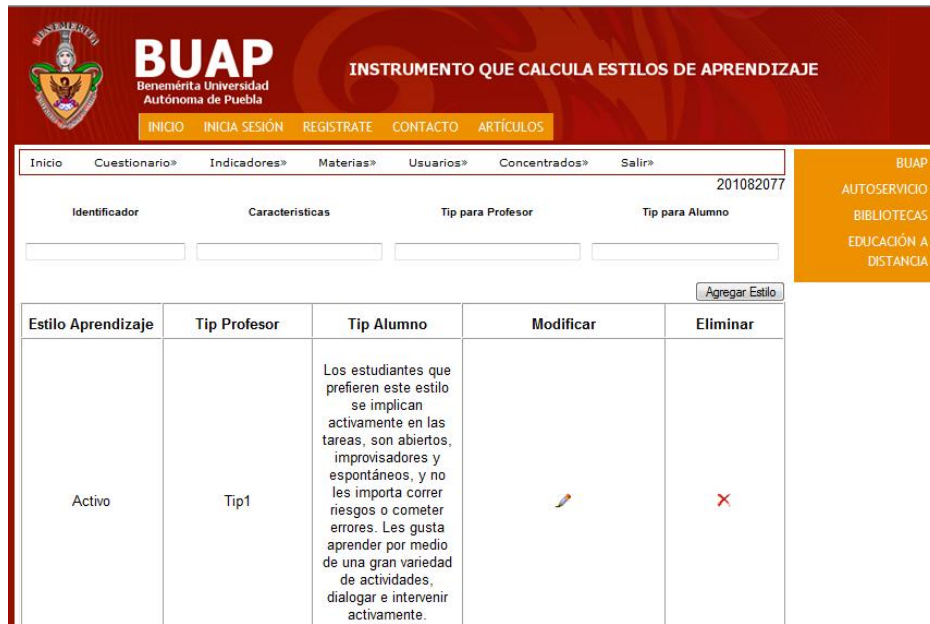 BENEMERITA
BUAP
Benemérita Universidad
Autónoma de Puebla
INSTRUMENTO QUE CALCULA ESTILOS DE APRENDIZAJE
INICIO INICIA SESIÓN REGISTRATE CONTACTO ARTÍCULOS
Inicio Cuestionario» Indicadores» Materias» Usuarios» Concentrados» Salir»
201082077
BUAP
AUTOSERVICIO
BIBLIOTECAS
EDUCACIÓN A
DISTANCIA
Identificador Caracteristicas Tip para Profesor Tip para Alumno
Agregar Estilo
Estilo Aprendizaje Tip Profesor Tip Alumno Modificar Eliminar
Activo
Tip1
Los estudiantes que
prefieren este estilo
se implican
activamente en las
tareas, son abiertos,
improvisadores y
espontáneos, y no
les importa correr
riesgos o cometer
errores. Les gusta
aprender por medio
de una gran variedad
de actividades,
dialogar e intervenir
activamente.